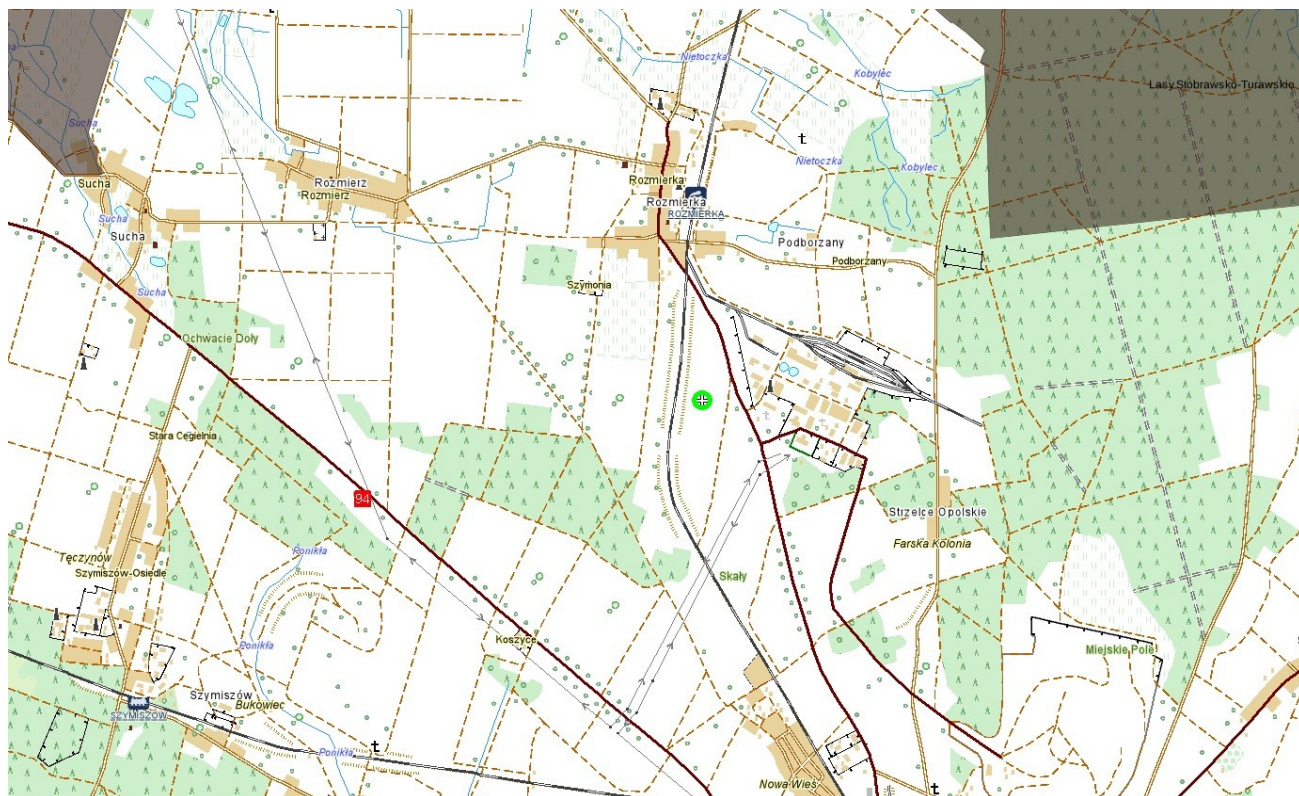 Nietoczka
Kobylec
Lasy Stobrawsko-Turawskie
Sucha
Nietoczka
Kobylec
Rozmierka
Sucha
Rozmierz
Rozmierz
Rozmierka
ROZMIERKA
Sucha
Sucha
Podborzany
Podborzany
Szymonia
Sucha
Ochwacie Doły
Stara Cegielnia
94
Strzelce Opolskie
Farska Kolonia
Tęczynów
Szymiszów-Osiedle
Ponikła
Skały
Koszyce
Ponikła
Miejskie Pole
Szymiszów
Bukowiec
SZYMISZÓW
Ponikła
Nowa Wieś